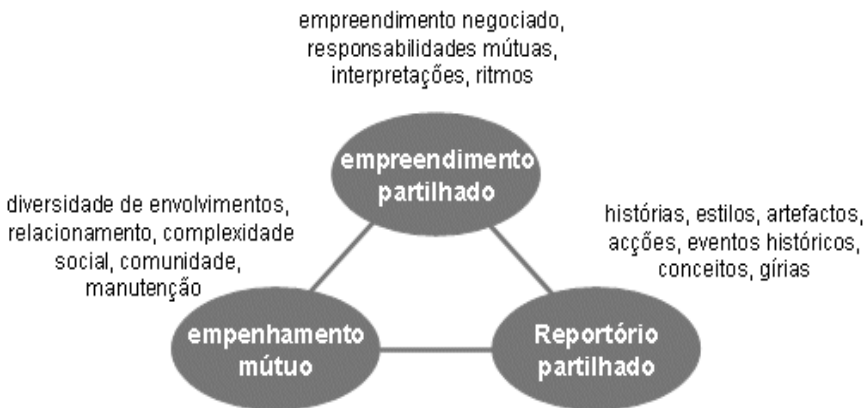 empreendimento negociado,
responsabilidades mútuas,
interpretações, ritmos
empreendimento
partilhado
diversidade de envolvimentos,
relacionamento, complexidade
social, comunidade,
manutenção
histórias, estilos, artefactos,
acções, eventos históricos,
conceitos, gírias
empenhamento
mútuo
Reportório
partilhado